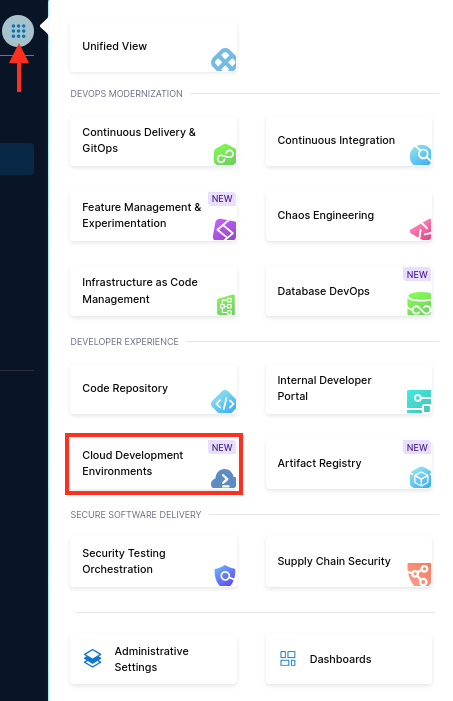 Unified View
DEVOPS MODERNIZATION
Continuous Delivery &
GitOps
Continuous Integration
NEW
Feature Management &
Experimentation
Chaos Engineering
Infrastructure as Code
Management
NEW
Database DevOps
DEVELOPER EXPERIENCE
Code Repository
Internal Developer
Portal
NEW
Cloud Development
Environments
NEW
Artifact Registry
SECURE SOFTWARE DELIVERY
Security Testing
Orchestration
Supply Chain Security
Administrative
Settings
Dashboards